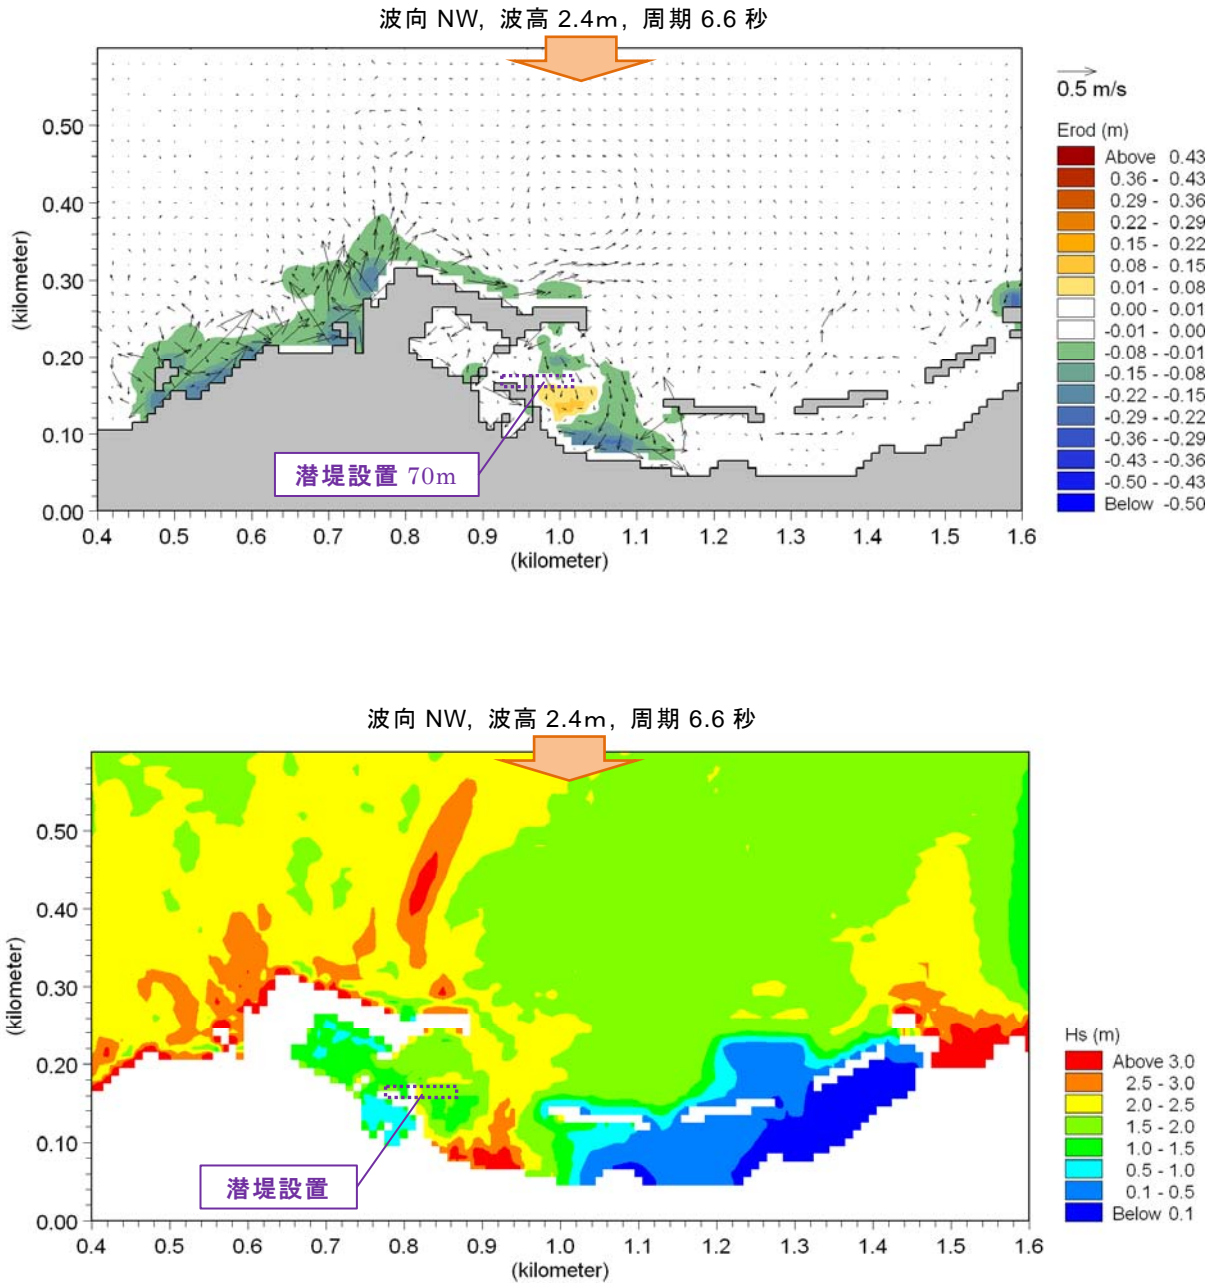 波向 NW, 波高 2.4m, 周期 6.6 秒
0.5 m/s
Erod (m)
Above 0.43
0.36 - 0.43
0.29 - 0.36
0.22 - 0.29
0.15 - 0.22
0.08 - 0.15
0.01 - 0.08
0.00 - 0.01
-0.01 - 0.00
-0.08 - -0.01
-0.15 - -0.08
-0.22 - -0.15
-0.29 - -0.22
-0.36 - -0.29
-0.43 - -0.36
-0.50 - -0.43
Below -0.50
(kilometer)
0.50
0.40
0.30
0.20
0.10
0.00
潜堤設置 70m
0.4 0.5 0.6 0.7 0.8 0.9 1.0 1.1 1.2 1.3 1.4 1.5 1.6
(kilometer)
波向 NW, 波高 2.4m, 周期 6.6 秒
(kilometer)
0.50
0.40
0.30
0.20
0.10
0.00
潜堤設置
Hs (m)
Above 3.0
2.5 - 3.0
2.0 - 2.5
1.5 - 2.0
1.0 - 1.5
0.5 - 1.0
0.1 - 0.5
Below 0.1
0.4 0.5 0.6 0.7 0.8 0.9 1.0 1.1 1.2 1.3 1.4 1.5 1.6
(kilometer)